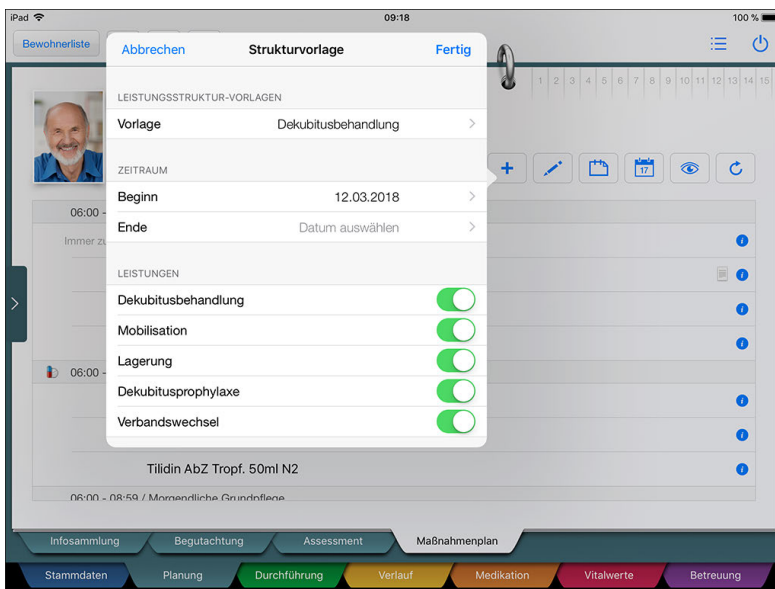 iPad 09:18 100 %
Bewohnerliste
Abbrechen Strukturvorlage Fertig
1 2 3 4 5 6 7 8 9 10 11 12 13 14 15
LEISTUNGSSTRUKTUR-VORLAGEN
Vorlage Dekubitusbehandlung
ZEITRAUM
17
Beginn 12.03.2018
06:00 -
Ende Datum auswählen
Immer zu
LEISTUNGEN
Dekubitusbehandlung
Mobilisation
Lagerung
06:00 -
Dekubitusprophylaxe
Verbandswechsel
Tilidin AbZ Tropf. 50ml N2
06:00 - 08:59 / Morgendliche Grundpflege
Infosammlung Begutachtung Assessment Maßnahmenplan
Stammdaten Planung Durchführung Verlauf Medikation Vitalwerte Betreuung